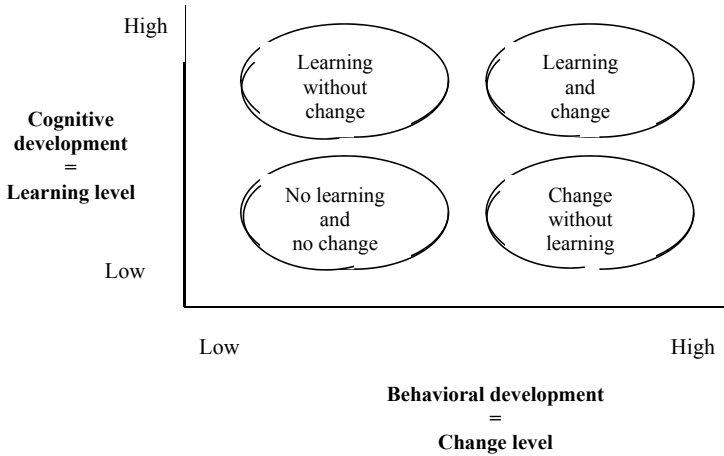 High
Learning
without
change
Learning
and
change
Cognitive
development
=
Learning level
No learning
and
no change
Change
without
learning
Low
Low
High
Behavioral development
=
Change level